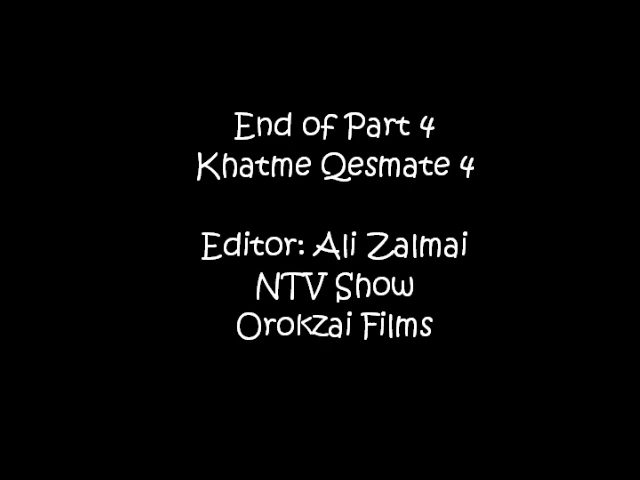 End of Part 4
Khatme Qesmate 4
Editor: Ali Zalmai
NTV Show
Orokzai Films